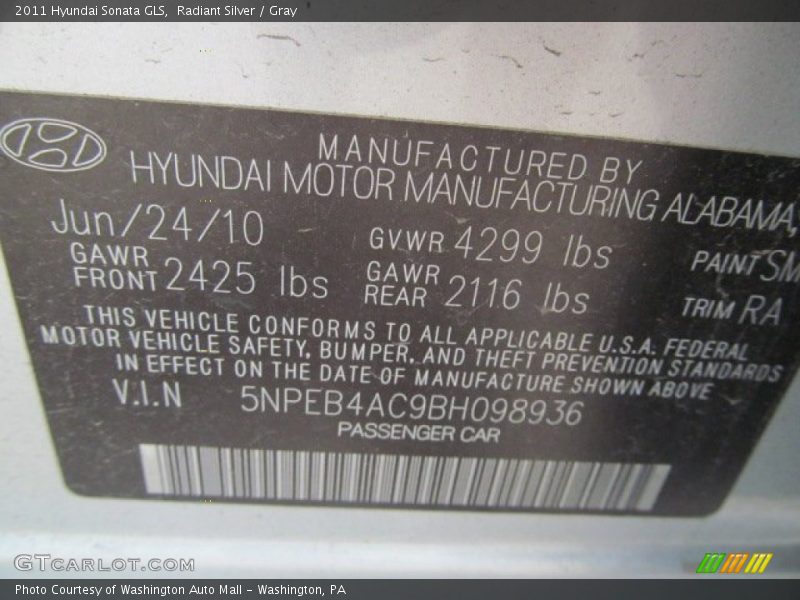 2011 Hyundai Sonata GLS, Radiant Silver / Gray
MANUFACTURED BY
HYUNDAI MOTOR MANUFACTURING ALABAMA,
Jun/24/10 GVWR 4299 lbs PAINT SM
GAWR FRONT 2425 lbs GAWR REAR 2116 lbs TRIM RA
THIS VEHICLE CONFORMS TO ALL APPLICABLE U.S.A. FEDERAL
MOTOR VEHICLE SAFETY, BUMPER, AND THEFT PREVENTION STANDARDS
IN EFFECT ON THE DATE OF MANUFACTURE SHOWN ABOVE
V.I.N 5NPEB4AC9BH098936
PASSENGER CAR
GTCarLot.com
Photo Courtesy of Washington Auto Mall - Washington, PA